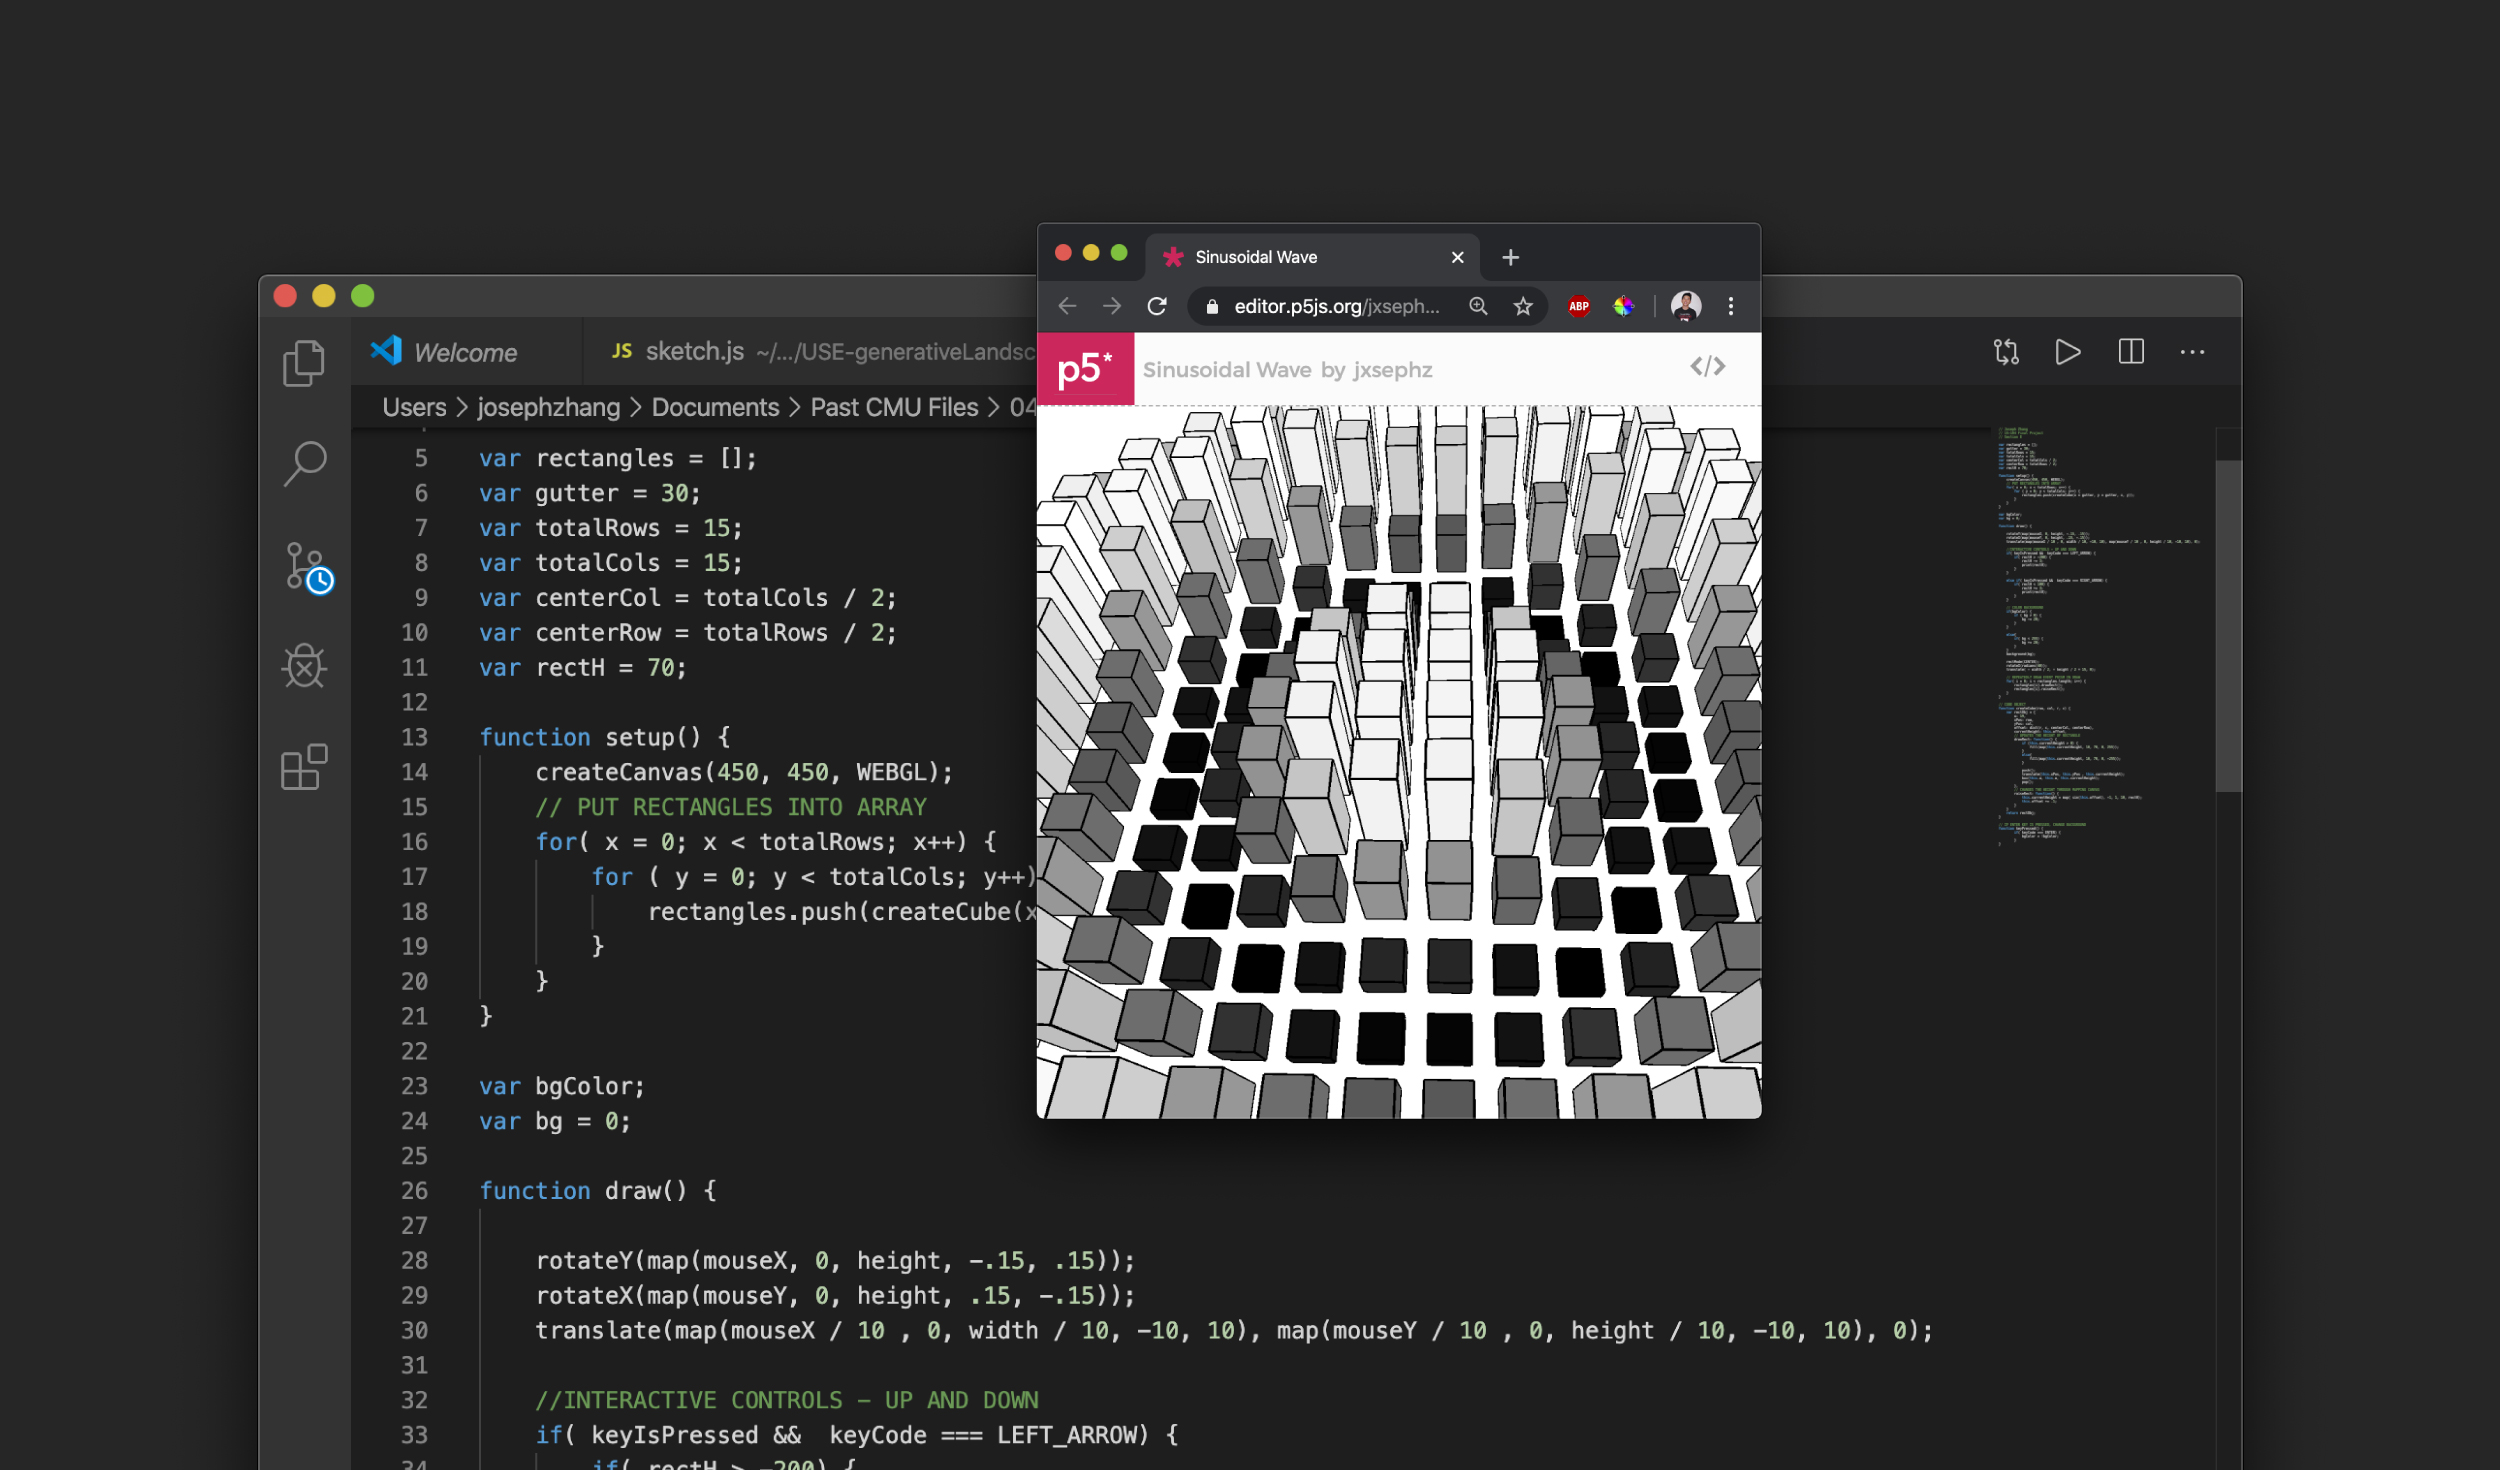 Sinusoidal Wave
editor.p5js.org/jxseph...
ABP
p5*
Sinusoidal Wave by jxsephz
Welcome
JS sketch.js ~/.../USE-generativeLandsc
Users > josephzhang > Documents > Past CMU Files > 04
5 var rectangles = [];
6 var gutter = 30;
7 var totalRows = 15;
8 var totalCols = 15;
9 var centerCol = totalCols / 2;
10 var centerRow = totalRows / 2;
11 var rectH = 70;
12
13 function setup() {
14 createCanvas(450, 450, WEBGL);
15 // PUT RECTANGLES INTO ARRAY
16 for( x = 0; x < totalRows; x++) {
17 for ( y = 0; y < totalCols; y++)
18 rectangles.push(createCube(x
19 }
20 }
21 }
22
23 var bgColor;
24 var bg = 0;
25
26 function draw() {
27
28 rotateY(map(mouseX, 0, height, -.15, .15));
29 rotateX(map(mouseY, 0, height, .15, -.15));
30 translate(map(mouseX / 10 , 0, width / 10, -10, 10), map(mouseY / 10 , 0, height / 10, -10, 10), 0);
31
32 //INTERACTIVE CONTROLS - UP AND DOWN
33 if( keyIsPressed &&  keyCode === LEFT_ARROW) {
34 if( rectH > -200) {